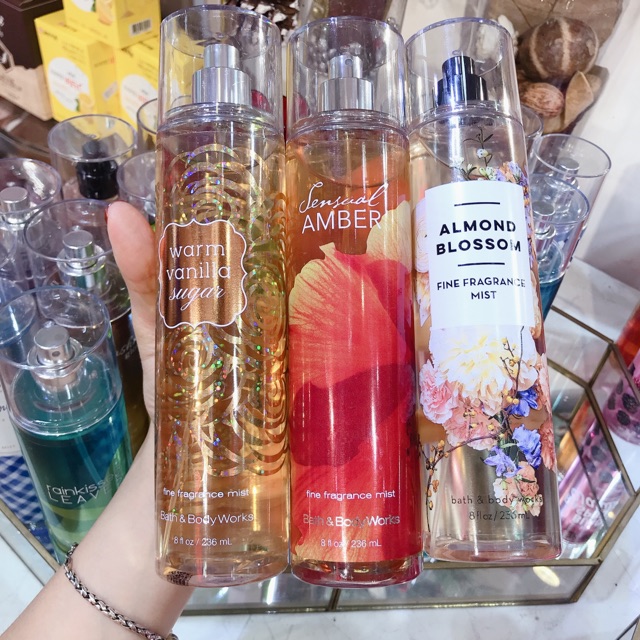 warm
vanilla
sugar
fine fragrance mist
Bath & Body Works
8 fl oz / 236 mL
Sensual
AMBER
fine fragrance mist
Bath & Body Works
8 fl oz / 236 mL
ALMOND
BLOSSOM
FINE FRAGRANCE
MIST
bath & body works
8 fl oz / 236 mL
rainkissed